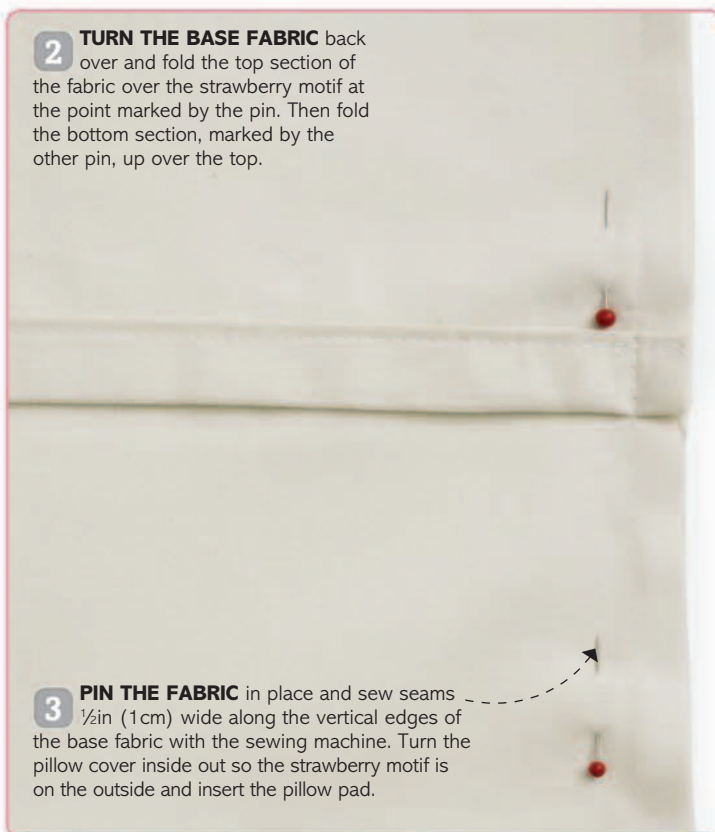 2 TURN THE BASE FABRIC back
over and fold the top section of
the fabric over the strawberry motif at
the point marked by the pin. Then fold
the bottom section, marked by the
other pin, up over the top.
3 PIN THE FABRIC in place and sew seams
½in (1cm) wide along the vertical edges of
the base fabric with the sewing machine. Turn the
pillow cover inside out so the strawberry motif is
on the outside and insert the pillow pad.